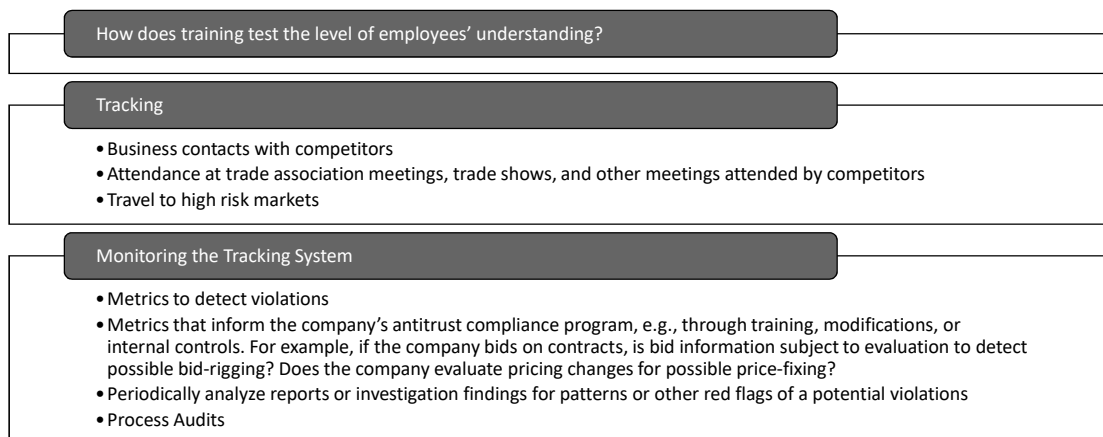 How does training test the level of employees’ understanding?
Tracking
• Business contacts with competitors
• Attendance at trade association meetings, trade shows, and other meetings attended by competitors
• Travel to high risk markets
Monitoring the Tracking System
• Metrics to detect violations
• Metrics that inform the company’s antitrust compliance program, e.g., through training, modifications, or
internal controls. For example, if the company bids on contracts, is bid information subject to evaluation to detect
possible bid-rigging? Does the company evaluate pricing changes for possible price-fixing?
• Periodically analyze reports or investigation findings for patterns or other red flags of a potential violations
• Process Audits